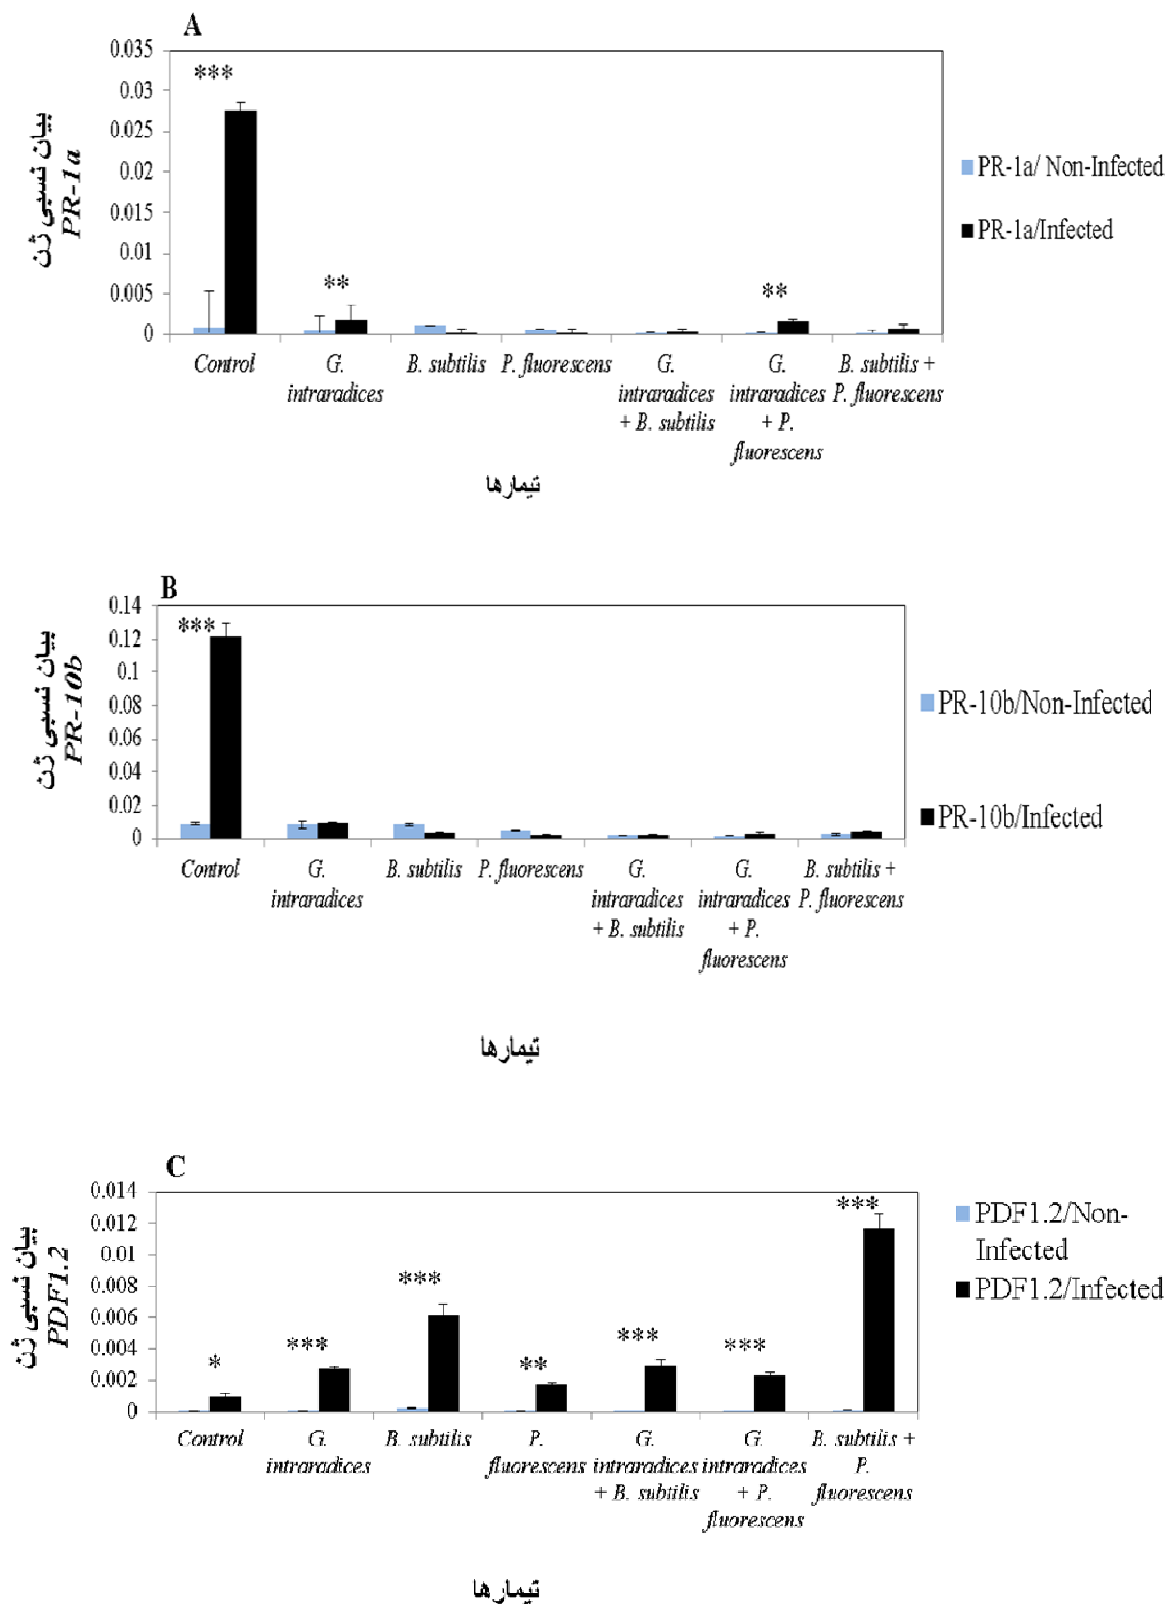 A
0.035
0.03
0.025
0.02
0.015
0.01
0.005
0
بیان نسبی ژن
PR-1a
***
**
**
PR-1a/ Non-Infected
PR-1a/Infected
Control
G. intraradices
B. subtilis
P. fluorescens
G. intraradices + B. subtilis
G. intraradices + P. fluorescens
B. subtilis + P. fluorescens
تیمارها
B
0.14
0.12
0.1
0.08
0.06
0.04
0.02
0
بیان نسبی ژن
PR-10b
***
PR-10b/Non-Infected
PR-10b/Infected
Control
G. intraradices
B. subtilis
P. fluorescens
G. intraradices + B. subtilis
G. intraradices + P. fluorescens
B. subtilis + P. fluorescens
تیمارها
C
0.014
0.012
0.01
0.008
0.006
0.004
0.002
0
بیان نسبی ژن
PDF1.2
*
***
***
**
***
***
***
PDF1.2/Non-
Infected
PDF1.2/Infected
Control
G. intraradices
B. subtilis
P. fluorescens
G. intraradices + B. subtilis
G. intraradices + P. fluorescens
B. subtilis + P. fluorescens
تیمارها